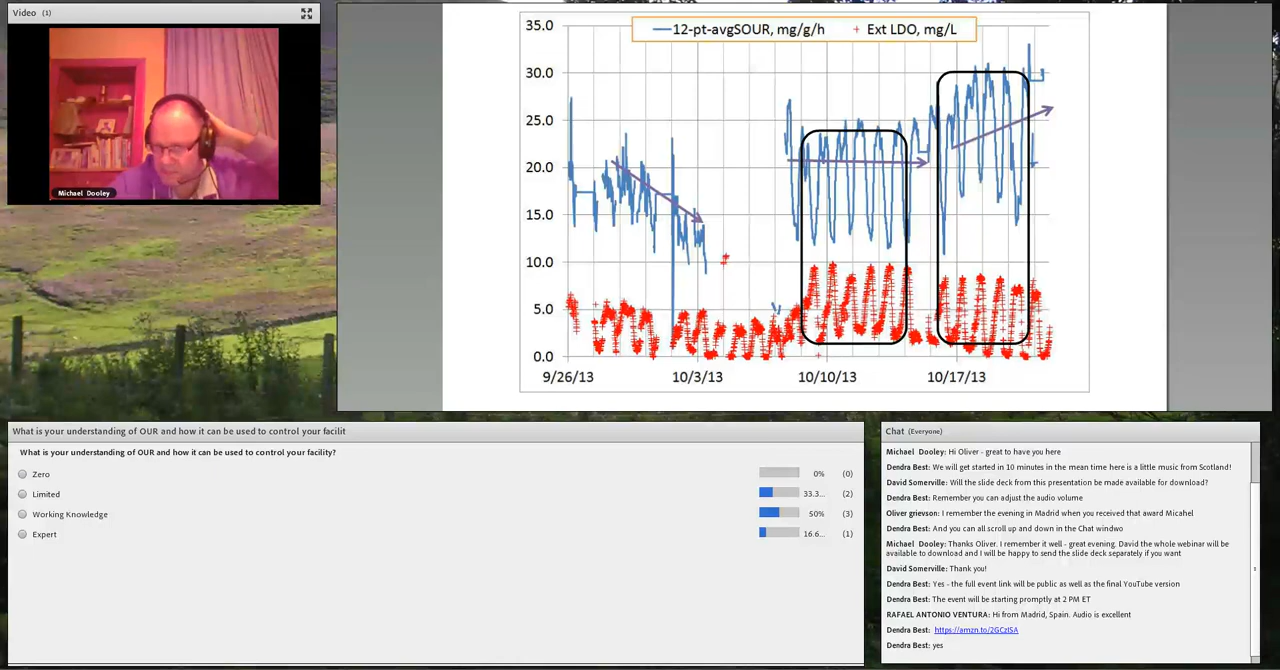 Video (1)
Michael Dooley
12-pt-avgSOUR, mg/g/h
Ext LDO, mg/L
35.0
30.0
25.0
20.0
15.0
10.0
5.0
0.0
9/26/13
10/3/13
10/10/13
10/17/13
What is your understanding of OUR and how it can be used to control your facilit
What is your understanding of OUR and how it can be used to control your facility?
Zero 0% (0)
Limited 33.3... (2)
Working Knowledge 50% (3)
Expert 16.6... (1)
Chat (Everyone)
Michael Dooley: Hi Oliver - great to have you here
Dendra Best: We will get started in 10 minutes in the mean time here is a little music from Scotland!
David Somerville: Will the slide deck from this presentation be made available for download?
Dendra Best: Remember you can adjust the audio volume
Oliver grievson: I remember the evening in Madrid when you received that award Micahel
Dendra Best: And you can all scroll up and down in the Chat windwo
Michael Dooley: Thanks Oliver. I remember it well - great evening. David the whole webinar will be
available to download and I will be happy to send the slide deck separately if you want
David Somerville: Thank you!
Dendra Best: Yes - the full event link will be public as well as the final YouTube version
Dendra Best: The event will be starting promptly at 2 PM ET
RAFAEL ANTONIO VENTURA: Hi from Madrid, Spain. Audio is excellent
Dendra Best: https://amzn.to/2GCzISA
Dendra Best: yes